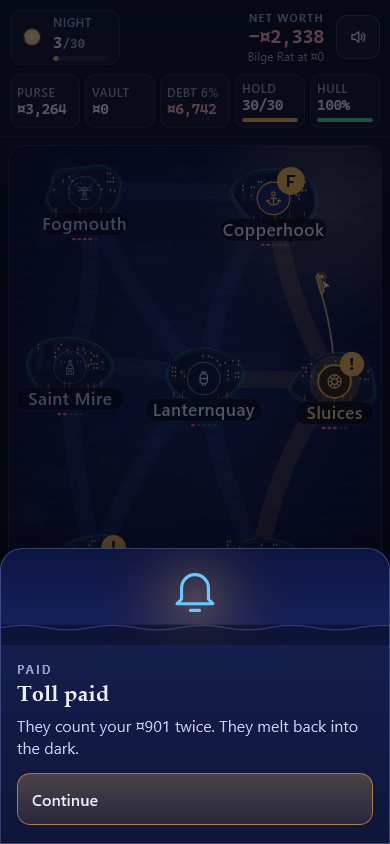 NIGHT
3/30
NET WORTH
−¤2,338
Bilge Rat at ¤0
PURSE
¤3,264
VAULT
¤0
DEBT 6%
¤6,742
HOLD
30/30
HULL
100%
F
Fogmouth
Copperhook
!
Saint Mire
Lanternquay
Sluices
!
PAID
Toll paid
They count your ¤901 twice. They melt back into
the dark.
Continue